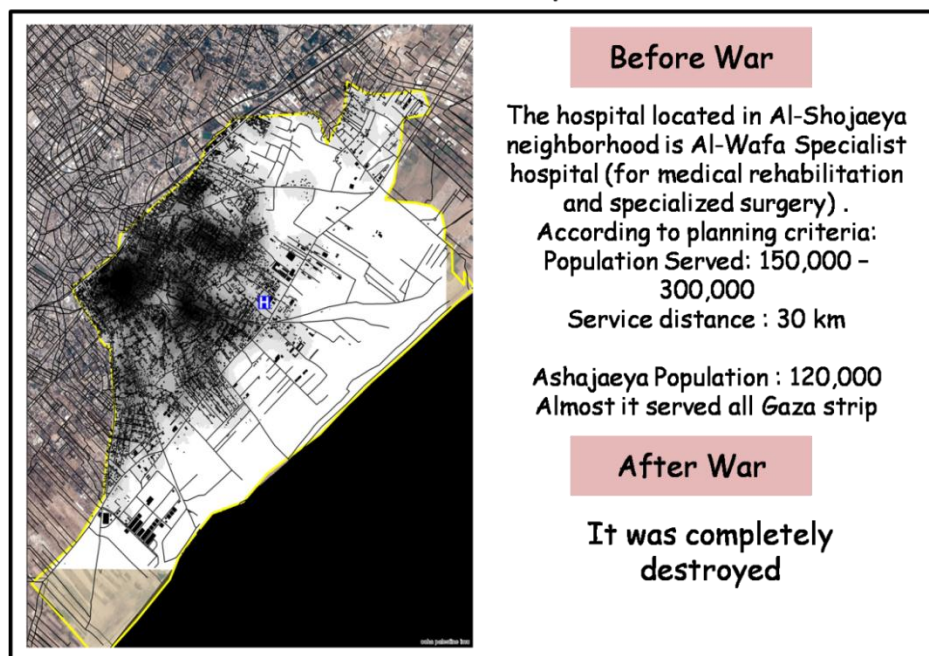 Before War
The hospital located in Al-Shojaeya
neighborhood is Al-Wafa Specialist
hospital (for medical rehabilitation
and specialized surgery) .
According to planning criteria:
Population Served: 150,000 –
300,000
Service distance : 30 km
Ashajaeya Population : 120,000
Almost it served all Gaza strip
After War
It was completely
destroyed
H